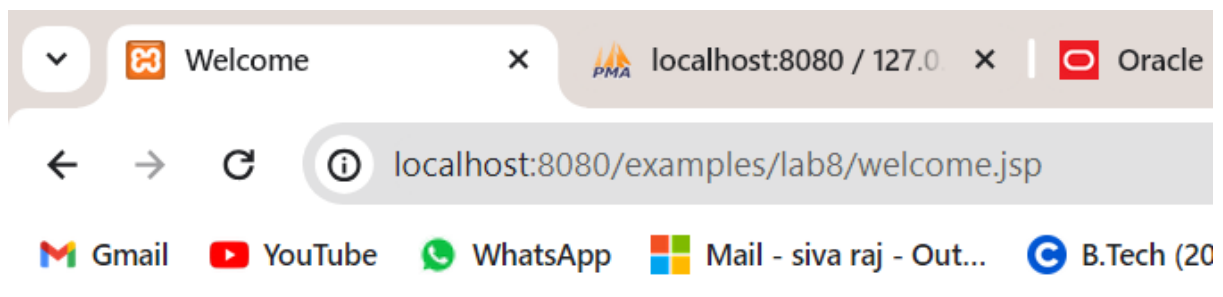 Welcome × PMA localhost:8080 / 127.0. × Oracle
localhost:8080/examples/lab8/welcome.jsp
Gmail YouTube WhatsApp Mail - siva raj - Out... C B.Tech (20